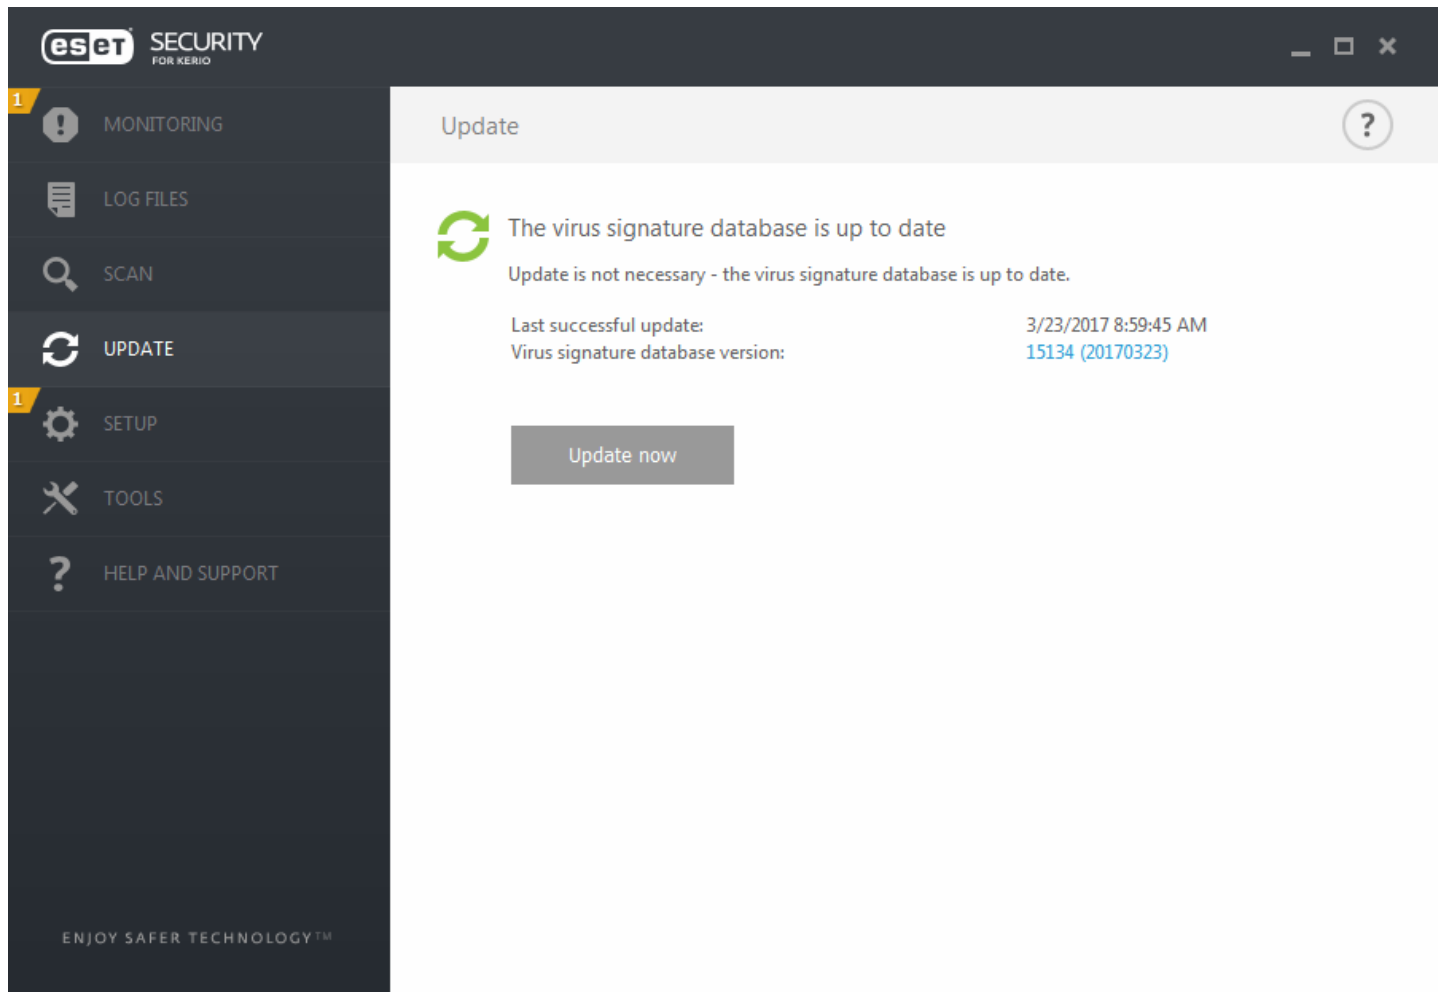 eset SECURITY
FOR KERIO
1
MONITORING
LOG FILES
SCAN
UPDATE
1
SETUP
TOOLS
? HELP AND SUPPORT
ENJOY SAFER TECHNOLOGY™
Update ?
The virus signature database is up to date
Update is not necessary - the virus signature database is up to date.
Last successful update: 3/23/2017 8:59:45 AM
Virus signature database version: 15134 (20170323)
Update now